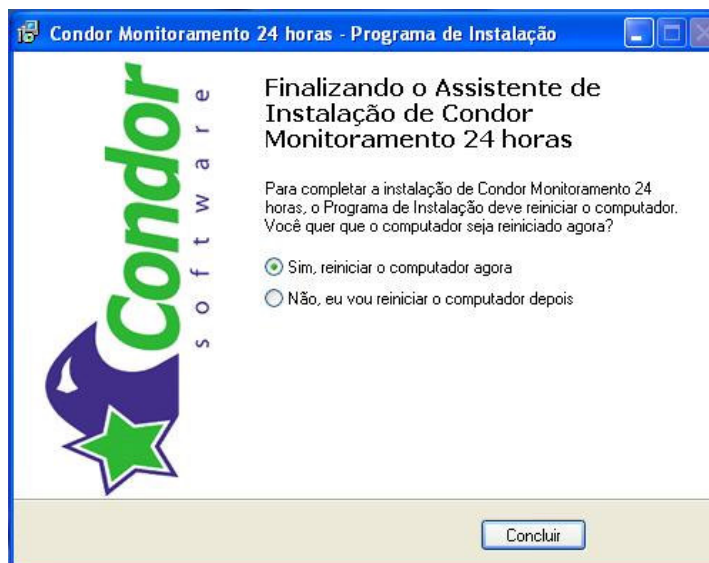 Condor Monitoramento 24 horas - Programa de Instalação
Condor
software
Finalizando o Assistente de
Instalação de Condor
Monitoramento 24 horas
Para completar a instalação de Condor Monitoramento 24
horas, o Programa de Instalação deve reiniciar o computador.
Você quer que o computador seja reiniciado agora?
Sim, reiniciar o computador agora
Não, eu vou reiniciar o computador depois
Concluir